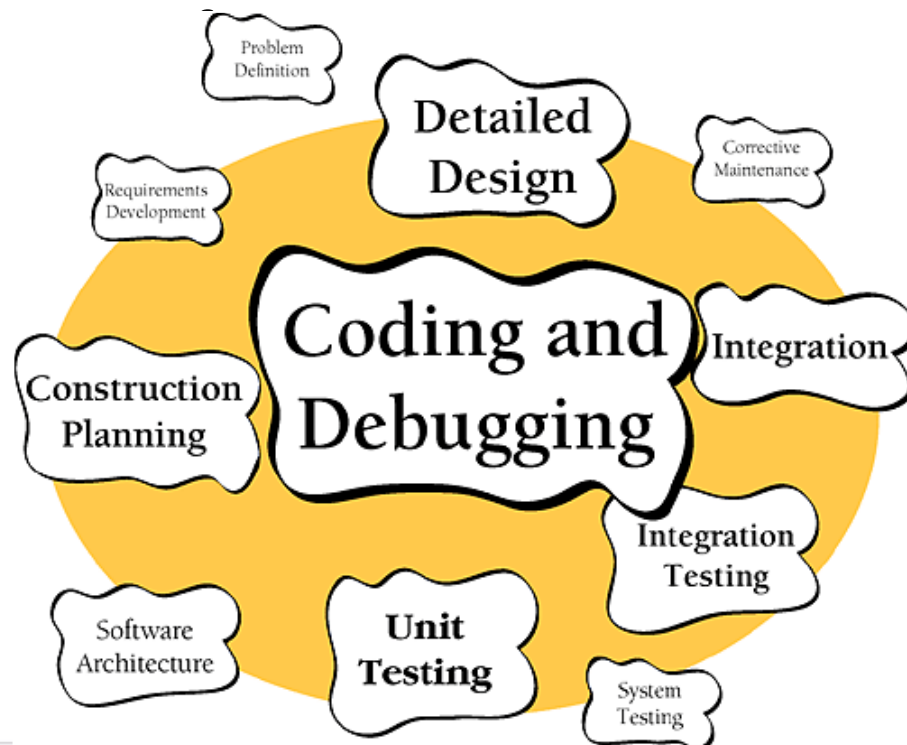 Problem
Definition
Detailed
Design
Corrective
Maintenance
Requirements
Development
Coding and
Debugging
Integration
Construction
Planning
Integration
Testing
Software
Architecture
Unit
Testing
System
Testing